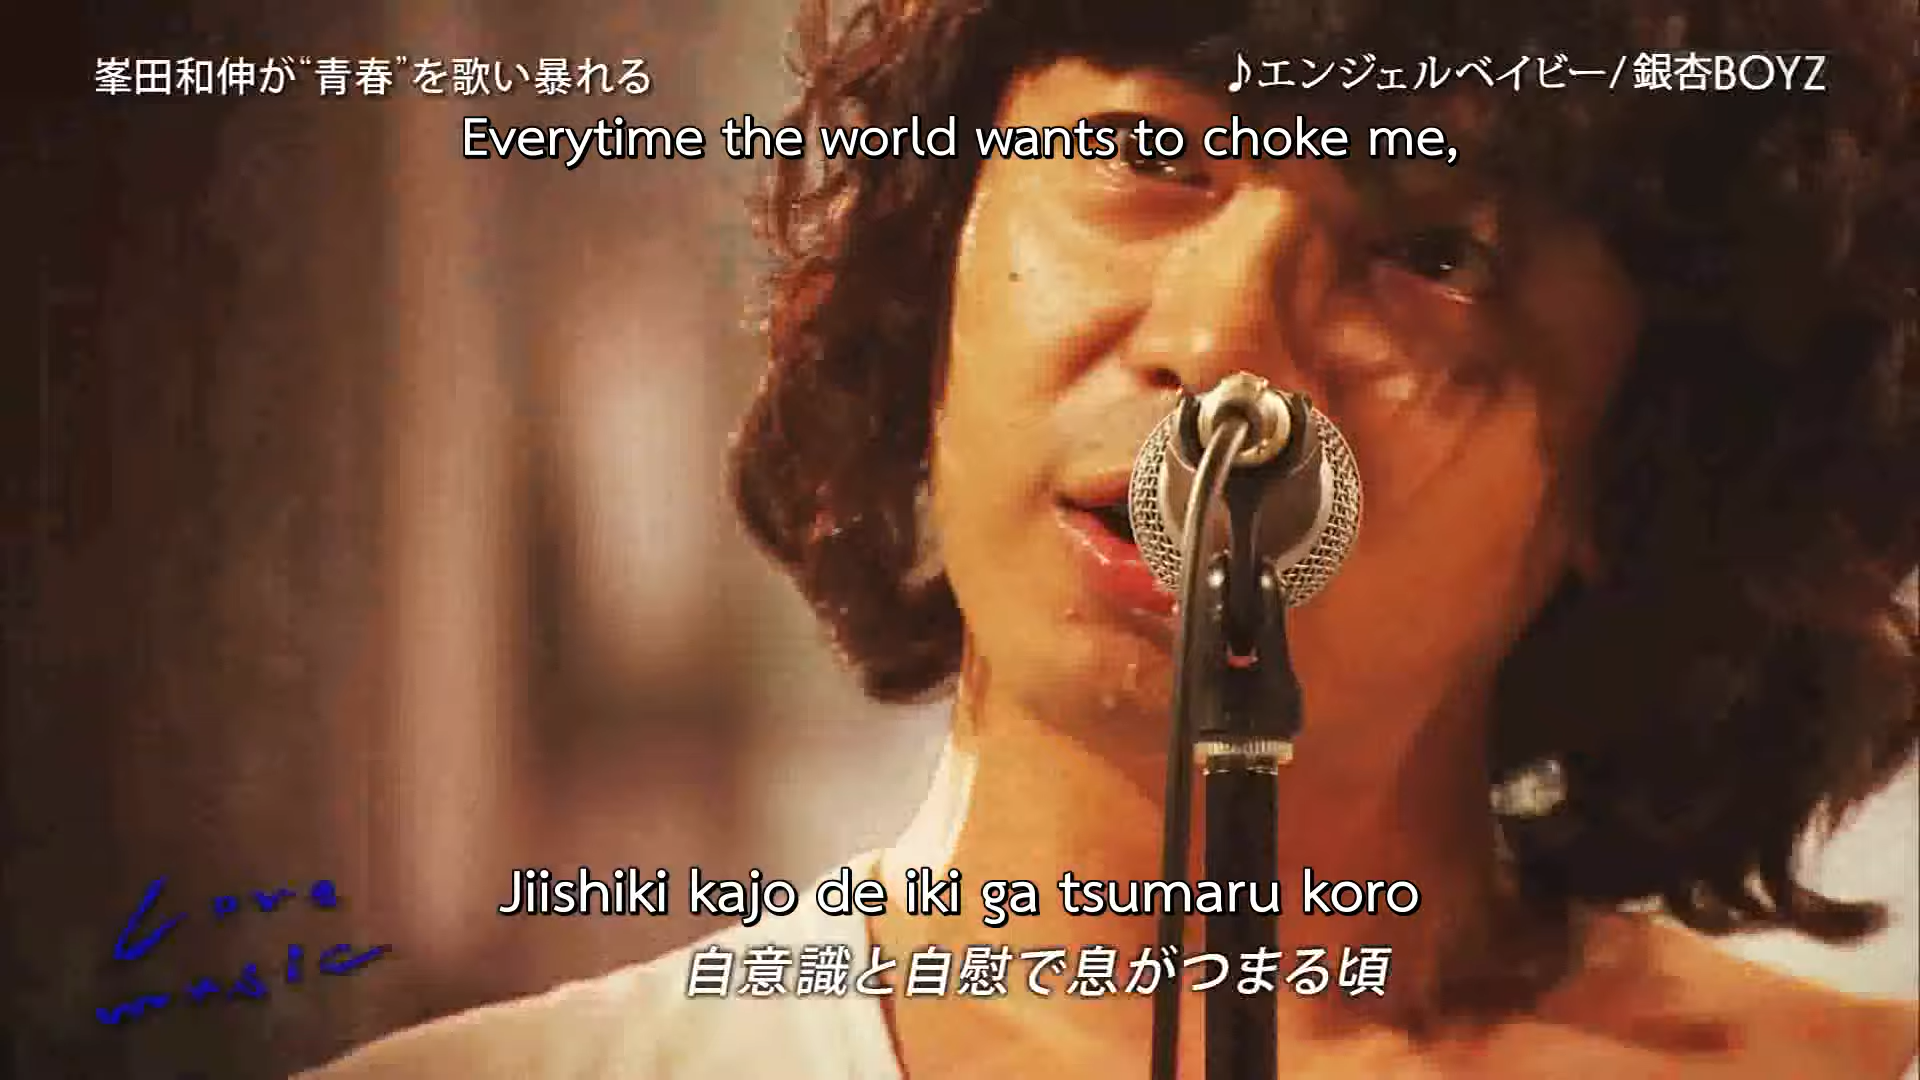 峯田和伸が“青春”を歌い暴れる
♪エンジェルベイビー/銀杏BOYZ
Everytime the world wants to choke me,
Jiishiki kajo de iki ga tsumaru koro
自意識と自慰で息がつまる頃
Love
music